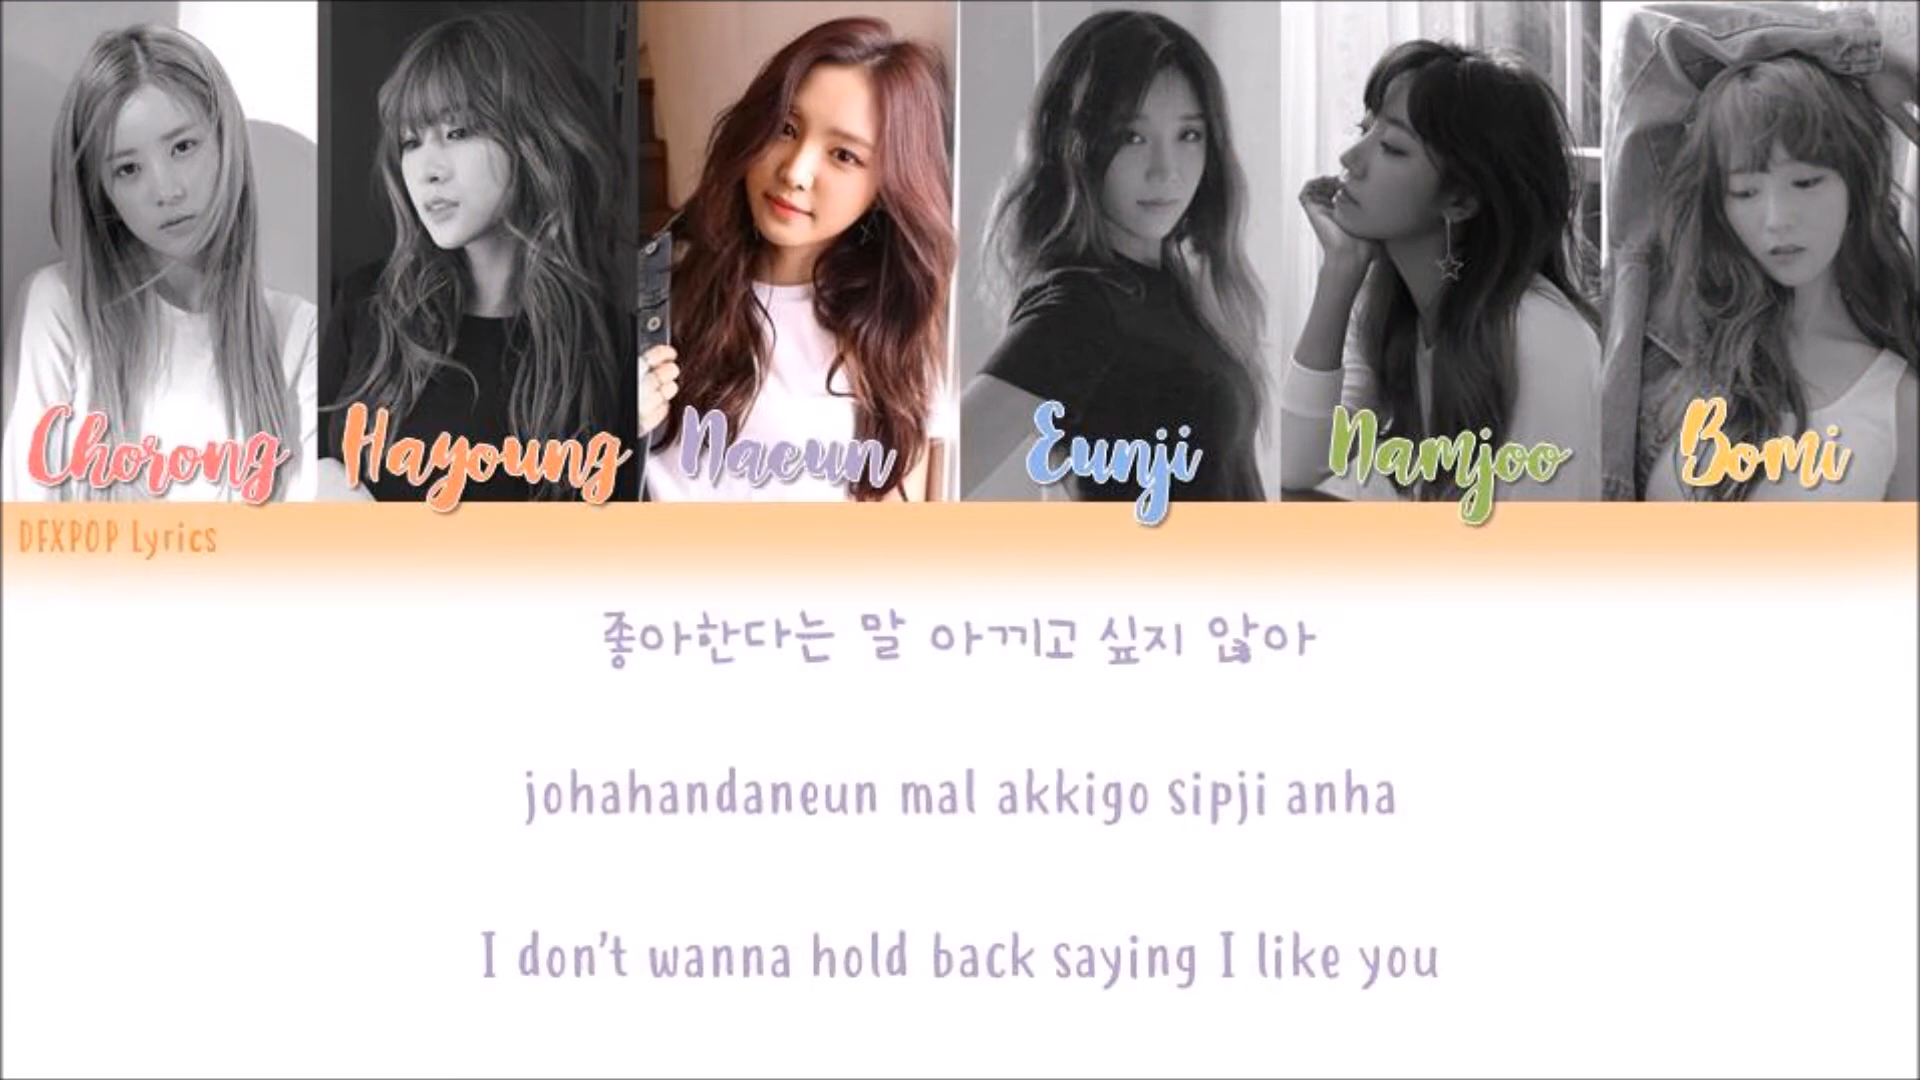 Chorong Hayoung Naeun Eunji Namjoo Bomi
DFXPOP Lyrics
좋아한다는 말 아끼고 싶지 않아
johahandaneun mal akkigo sipji anha
I don't wanna hold back saying I like you